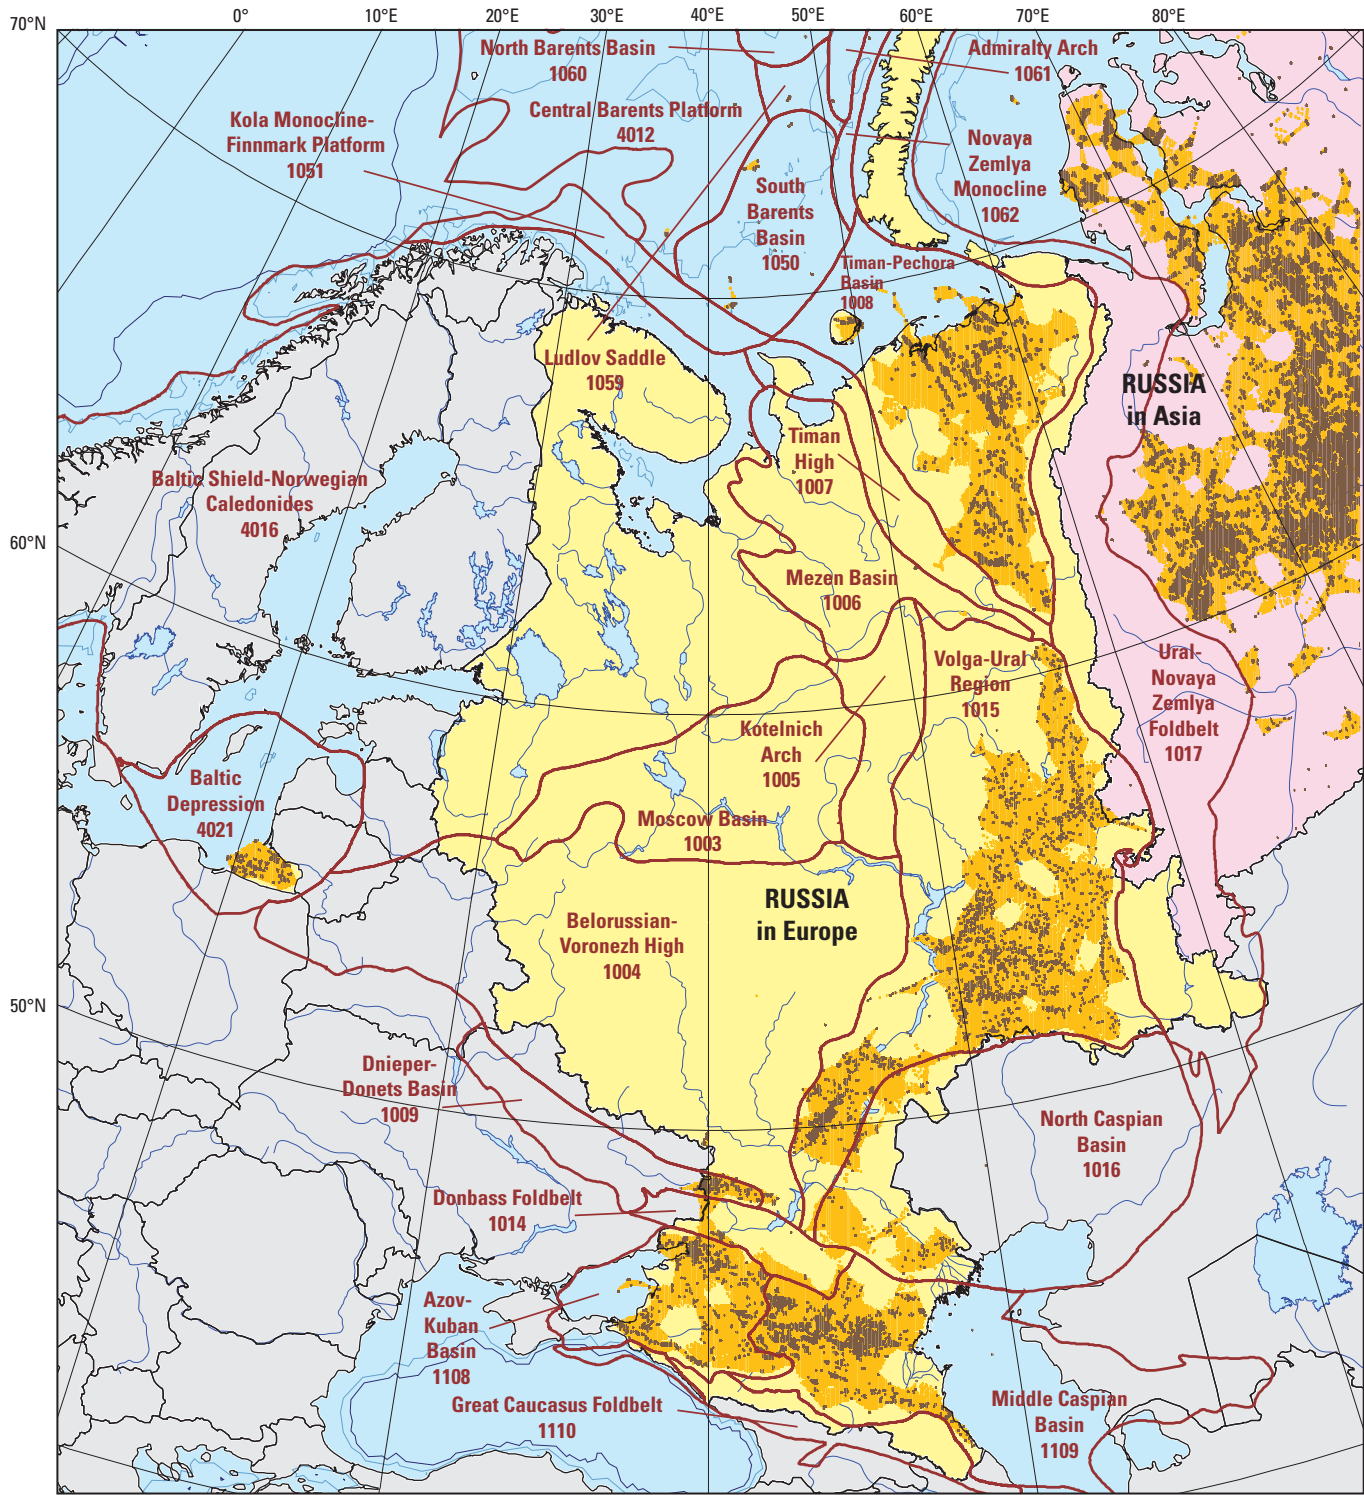 0°
10°E
20°E
30°E
40°E
50°E
60°E
70°E
80°E
70°N
60°N
50°N
North Barents Basin
1060
Admiralty Arch
1061
Central Barents Platform
4012
Kola Monocline-
Finnmark Platform
1051
Novaya
Zemlya
Monocline
1062
South
Barents
Basin
1050
Timan-Pechora
Basin
1008
Ludlov Saddle
1059
RUSSIA
in Asia
Timan
High
1007
Baltic Shield-Norwegian
Caledonides
4016
Mezen Basin
1006
Volga-Ural
Region
1015
Ural-
Novaya
Zemlya
Foldbelt
1017
Kotelnich
Arch
1005
Baltic
Depression
4021
Moscow Basin
1003
RUSSIA
in Europe
Belorussian-
Voronezh High
1004
Dnieper-
Donets Basin
1009
North Caspian
Basin
1016
Donbass Foldbelt
1014
Azov-
Kuban
Basin
1108
Great Caucasus Foldbelt
1110
Middle Caspian
Basin
1109